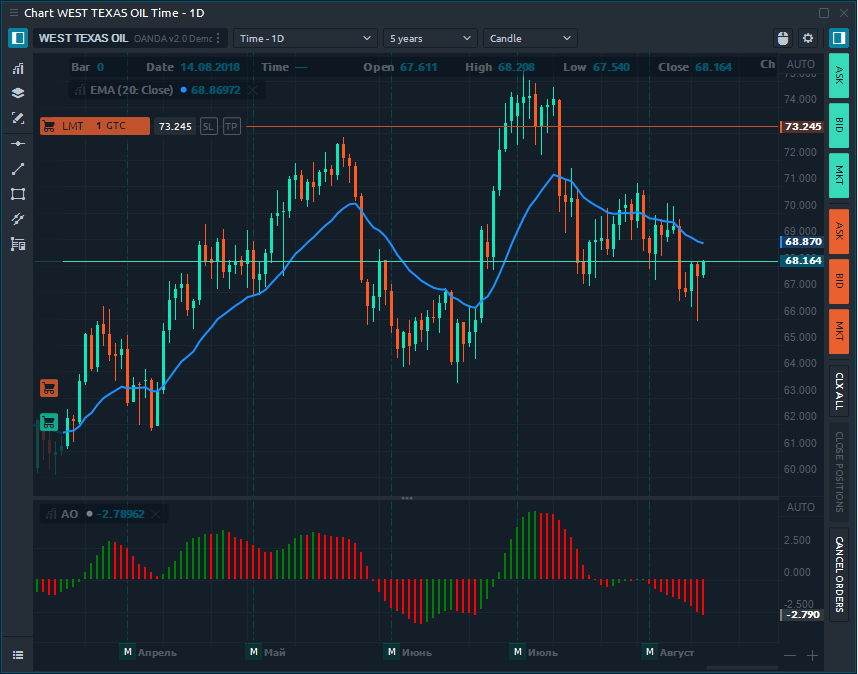 Chart WEST TEXAS OIL Time - 1D
WEST TEXAS OIL OANDA v2.0 Demo Time - 1D 5 years Candle
Bar 0 Date 14.08.2018 Time — Open 67.611 High 68.208 Low 67.540 Close 68.164 Ch
AUTO
EMA (20: Close) 68.86972
LMT 1 GTC 73.245 SL TP
74.000
73.245
72.000
71.000
70.000
69.000
68.870
68.164
67.000
66.000
65.000
64.000
63.000
62.000
61.000
60.000
ASK
BID
MKT
ASK
BID
MKT
CLX ALL
CLOSE POSITIONS
CANCEL ORDERS
AO -2.78962
AUTO
2.500
0.000
-2.500
-2.790
M Апрель M Май M Июнь M Июль M Август